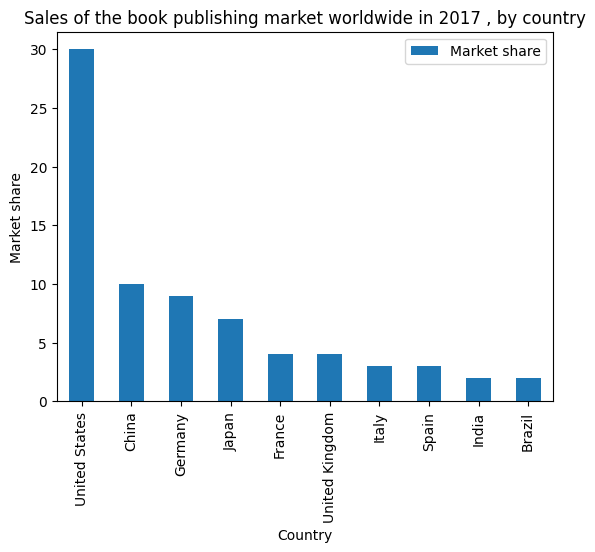 Sales of the book publishing market worldwide in 2017 , by country
Market share
30
25
20
15
10
5
0
Market share
United States
China
Germany
Japan
France
United Kingdom
Italy
Spain
India
Brazil
Country